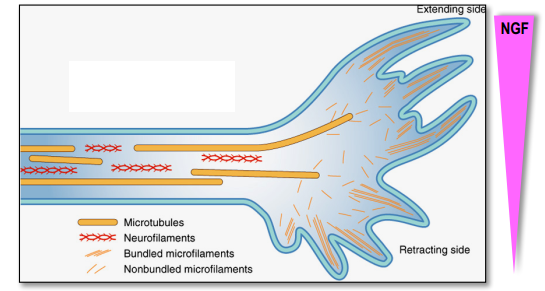 Extending side
NGF
Microtubules
Neurofilaments
Bundled microfilaments
Nonbundled microfilaments
Retracting side